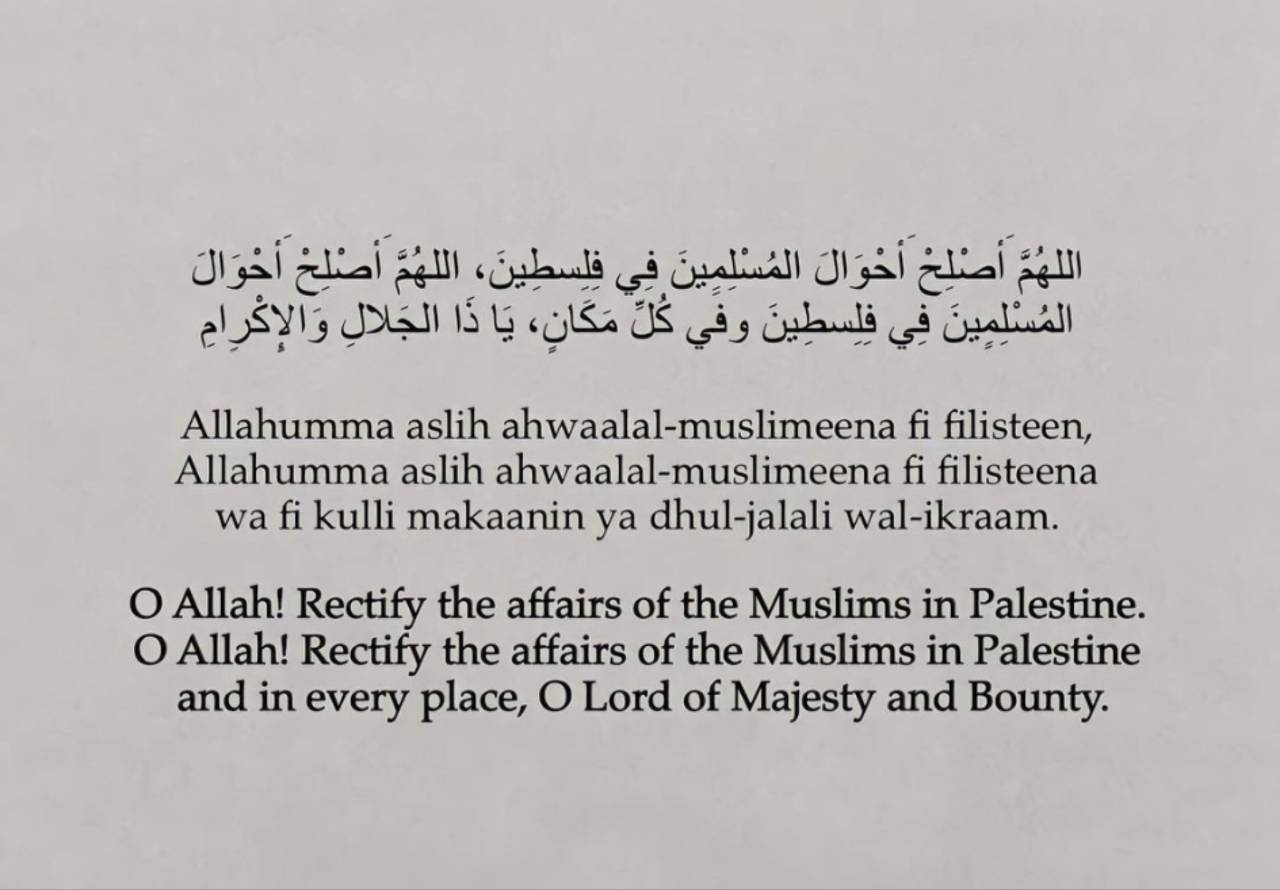 اللهُمَّ أَصْلِحْ أَحْوَالَ المُسْلِمِينَ فِي فِلِسطِينَ، اللهُمَّ أَصْلِحْ أَحْوَالَ
المُسْلِمِينَ فِي فِلِسطِينَ وفي كُلِّ مَكَانٍ، يَا ذَا الجَلالِ وَالإِكْرِامِ
Allahumma aslih ahwaalal-muslimeena fi filisteen,
Allahumma aslih ahwaalal-muslimeena fi filisteena
wa fi kulli makaanin ya dhul-jalali wal-ikraam.
O Allah! Rectify the affairs of the Muslims in Palestine.
O Allah! Rectify the affairs of the Muslims in Palestine
and in every place, O Lord of Majesty and Bounty.